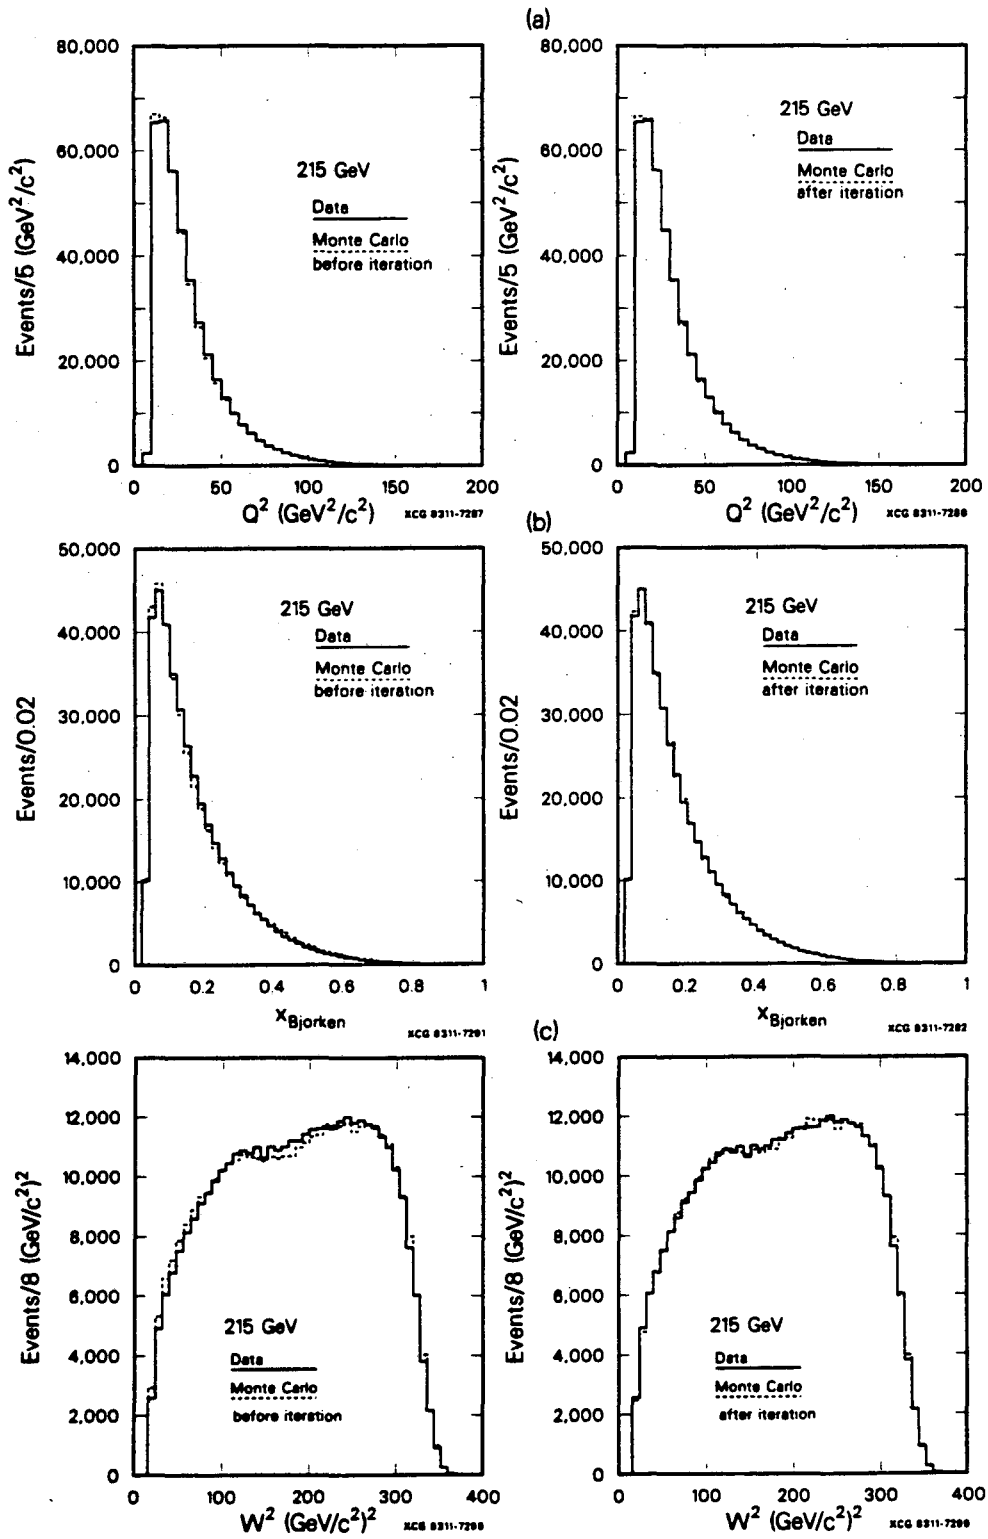 (a)
80,000
60,000
40,000
20,000
0
Events/5 (GeV²/c²)
215 GeV
Data
Monte Carlo
before iteration
0 50 100 150 200
Q² (GeV²/c²)
XCG 8311-7287
80,000
60,000
40,000
20,000
0
Events/5 (GeV²/c²)
215 GeV
Data
Monte Carlo
after iteration
0 50 100 150 200
Q² (GeV²/c²)
(b)
50,000
40,000
30,000
20,000
10,000
0
Events/0.02
215 GeV
Data
Monte Carlo
before iteration
0 0.2 0.4 0.6 0.8 1
xBjorken
XCG 8311-7291
50,000
40,000
30,000
20,000
10,000
0
Events/0.02
215 GeV
Data
Monte Carlo
after iteration
0 0.2 0.4 0.6 0.8 1
xBjorken
(c)
14,000
12,000
10,000
8,000
6,000
4,000
2,000
0
Events/8 (GeV/c²)²
215 GeV
Data
Monte Carlo
before iteration
0 100 200 300 400
W² (GeV/c²)²
14,000
12,000
10,000
8,000
6,000
4,000
2,000
0
Events/8 (GeV/c²)²
215 GeV
Data
Monte Carlo
after iteration
0 100 200 300 400
W² (GeV/c²)²